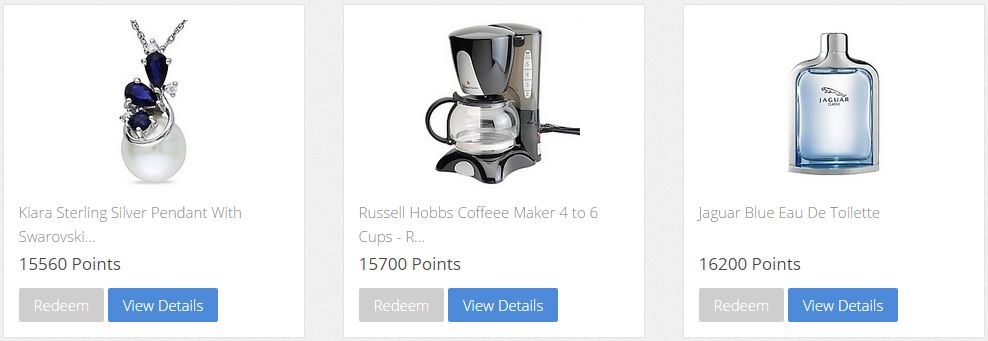 JAGUAR
CLASSIC
Kiara Sterling Silver Pendant With
Swarovski...
15560 Points
Redeem
View Details
Russell Hobbs Coffeee Maker 4 to 6
Cups - R...
15700 Points
Redeem
View Details
Jaguar Blue Eau De Toilette
16200 Points
Redeem
View Details